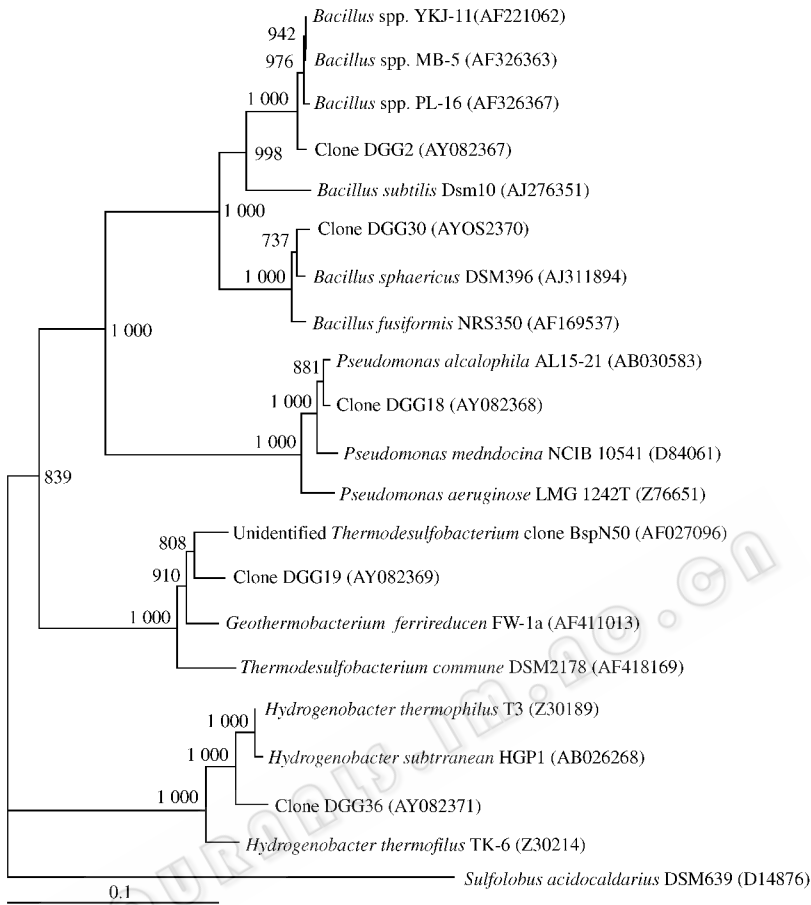 Bacillus spp. YKJ-11(AF221062)
942
976
Bacillus spp. MB-5 (AF326363)
Bacillus spp. PL-16 (AF326367)
1 000
Clone DGG2 (AY082367)
998
Bacillus subtilis Dsm10 (AJ276351)
1 000
Clone DGG30 (AYOS2370)
737
1 000
Bacillus sphaericus DSM396 (AJ311894)
Bacillus fusiformis NRS350 (AF169537)
1 000
Pseudomonas alcalophila AL15-21 (AB030583)
881
1 000
Clone DGG18 (AY082368)
1 000
Pseudomonas medndocina NCIB 10541 (D84061)
839
Pseudomonas aeruginose LMG 1242T (Z76651)
Unidentified Thermodesulfobacterium clone BspN50 (AF027096)
808
910
Clone DGG19 (AY082369)
1 000
Geothermobacterium ferrireducen FW-1a (AF411013)
Thermodesulfobacterium commune DSM2178 (AF418169)
Hydrogenobacter thermophilus T3 (Z30189)
1 000
1 000
Hydrogenobacter subtrranean HGP1 (AB026268)
1 000
Clone DGG36 (AY082371)
Hydrogenobacter thermofilus TK-6 (Z30214)
Sulfolobus acidocaldarius DSM639 (D14876)
0.1